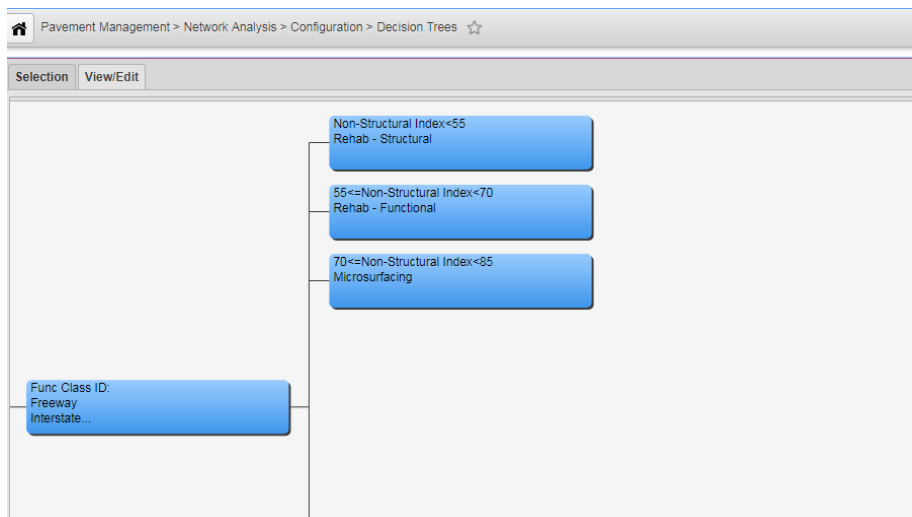 Pavement Management > Network Analysis > Configuration > Decision Trees
Selection View/Edit
Non-Structural Index<55
Rehab - Structural
55<=Non-Structural Index<70
Rehab - Functional
70<=Non-Structural Index<85
Microsurfacing
Func Class ID:
Freeway
Interstate...